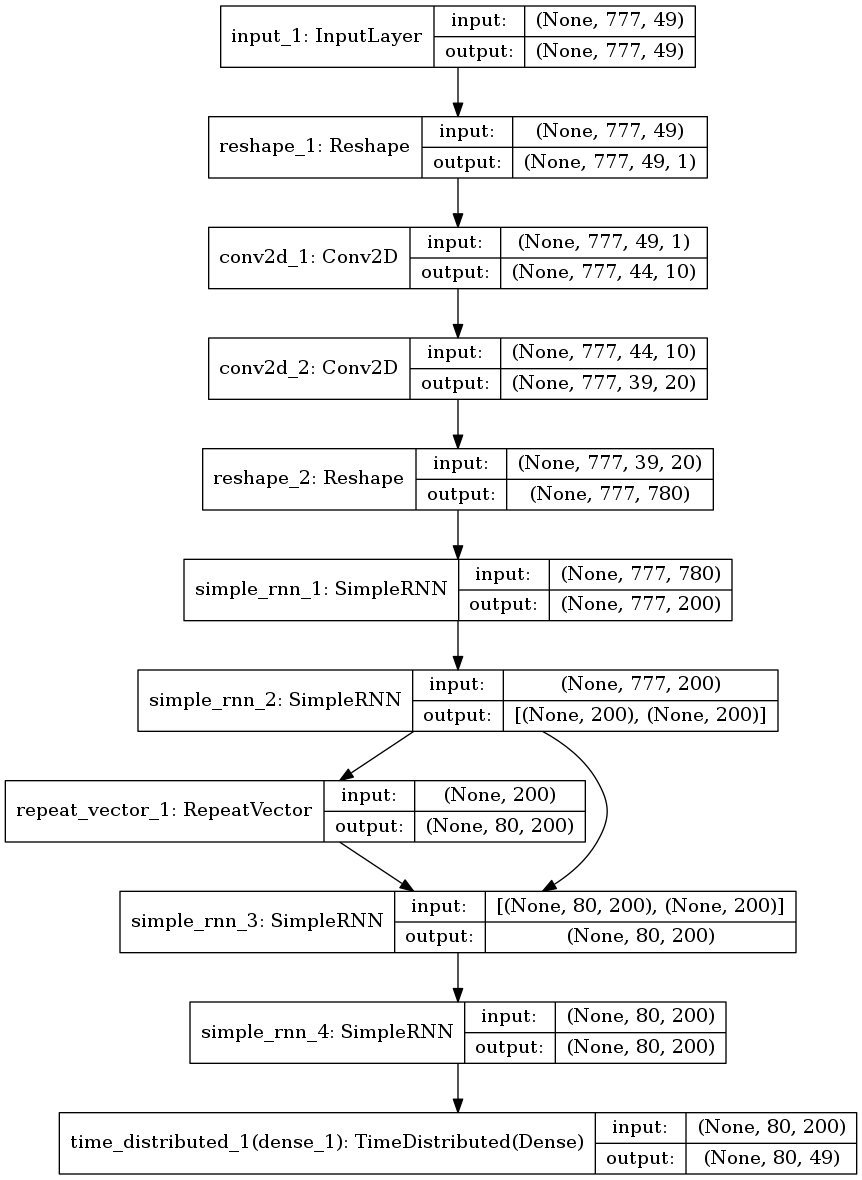 input_1: InputLayer
input: (None, 777, 49)
output: (None, 777, 49)
reshape_1: Reshape
input: (None, 777, 49)
output: (None, 777, 49, 1)
conv2d_1: Conv2D
input: (None, 777, 49, 1)
output: (None, 777, 44, 10)
conv2d_2: Conv2D
input: (None, 777, 44, 10)
output: (None, 777, 39, 20)
reshape_2: Reshape
input: (None, 777, 39, 20)
output: (None, 777, 780)
simple_rnn_1: SimpleRNN
input: (None, 777, 780)
output: (None, 777, 200)
simple_rnn_2: SimpleRNN
input: (None, 777, 200)
output: [(None, 200), (None, 200)]
repeat_vector_1: RepeatVector
input: (None, 200)
output: (None, 80, 200)
simple_rnn_3: SimpleRNN
input: [(None, 80, 200), (None, 200)]
output: (None, 80, 200)
simple_rnn_4: SimpleRNN
input: (None, 80, 200)
output: (None, 80, 200)
time_distributed_1(dense_1): TimeDistributed(Dense)
input: (None, 80, 200)
output: (None, 80, 49)